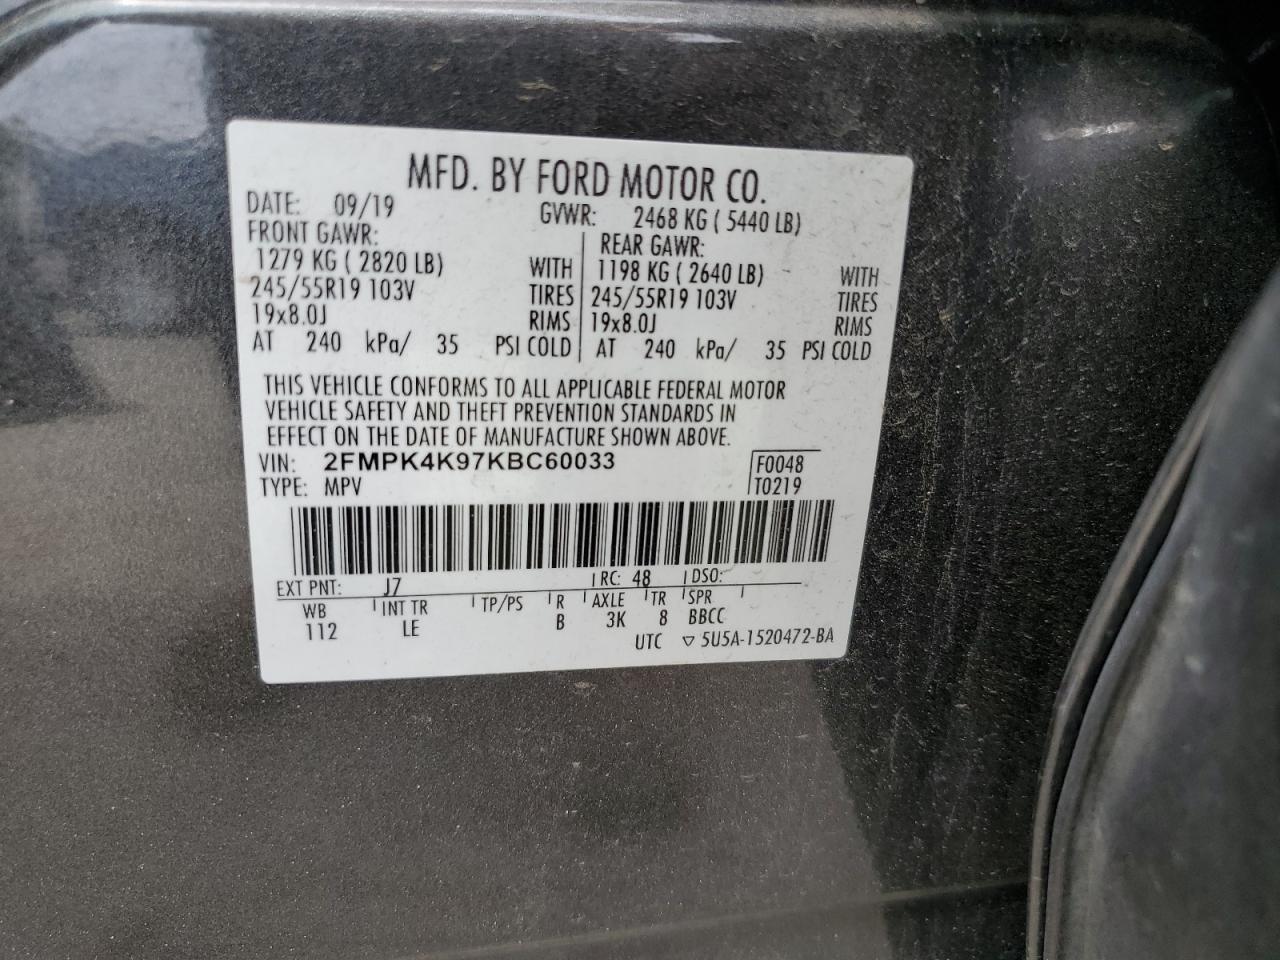 MFD. BY FORD MOTOR CO.
DATE: 09/19 GVWR: 2468 KG ( 5440 LB)
FRONT GAWR: REAR GAWR:
1279 KG ( 2820 LB) WITH 1198 KG ( 2640 LB) WITH
245/55R19 103V TIRES 245/55R19 103V TIRES
19x8.0J RIMS 19x8.0J RIMS
AT 240 kPa/ 35 PSI COLD AT 240 kPa/ 35 PSI COLD
THIS VEHICLE CONFORMS TO ALL APPLICABLE FEDERAL MOTOR
VEHICLE SAFETY AND THEFT PREVENTION STANDARDS IN
EFFECT ON THE DATE OF MANUFACTURE SHOWN ABOVE.
VIN: 2FMPK4K97KBC60033 F0048
TYPE: MPV T0219
EXT PNT: J7 RC: 48 DSO:
WB INT TR TP/PS R AXLE TR SPR
112 LE B 3K 8 BBCC
UTC ▽ 5U5A-1520472-BA